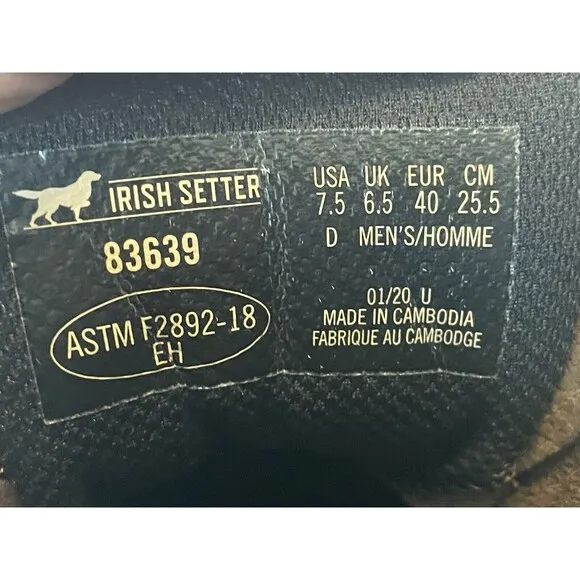 IRISH SETTER
83639
ASTM F2892-18
EH
USA UK EUR CM
7.5 6.5 40 25.5
D MEN'S/HOMME
01/20 U
MADE IN CAMBODIA
FABRIQUE AU CAMBODGE